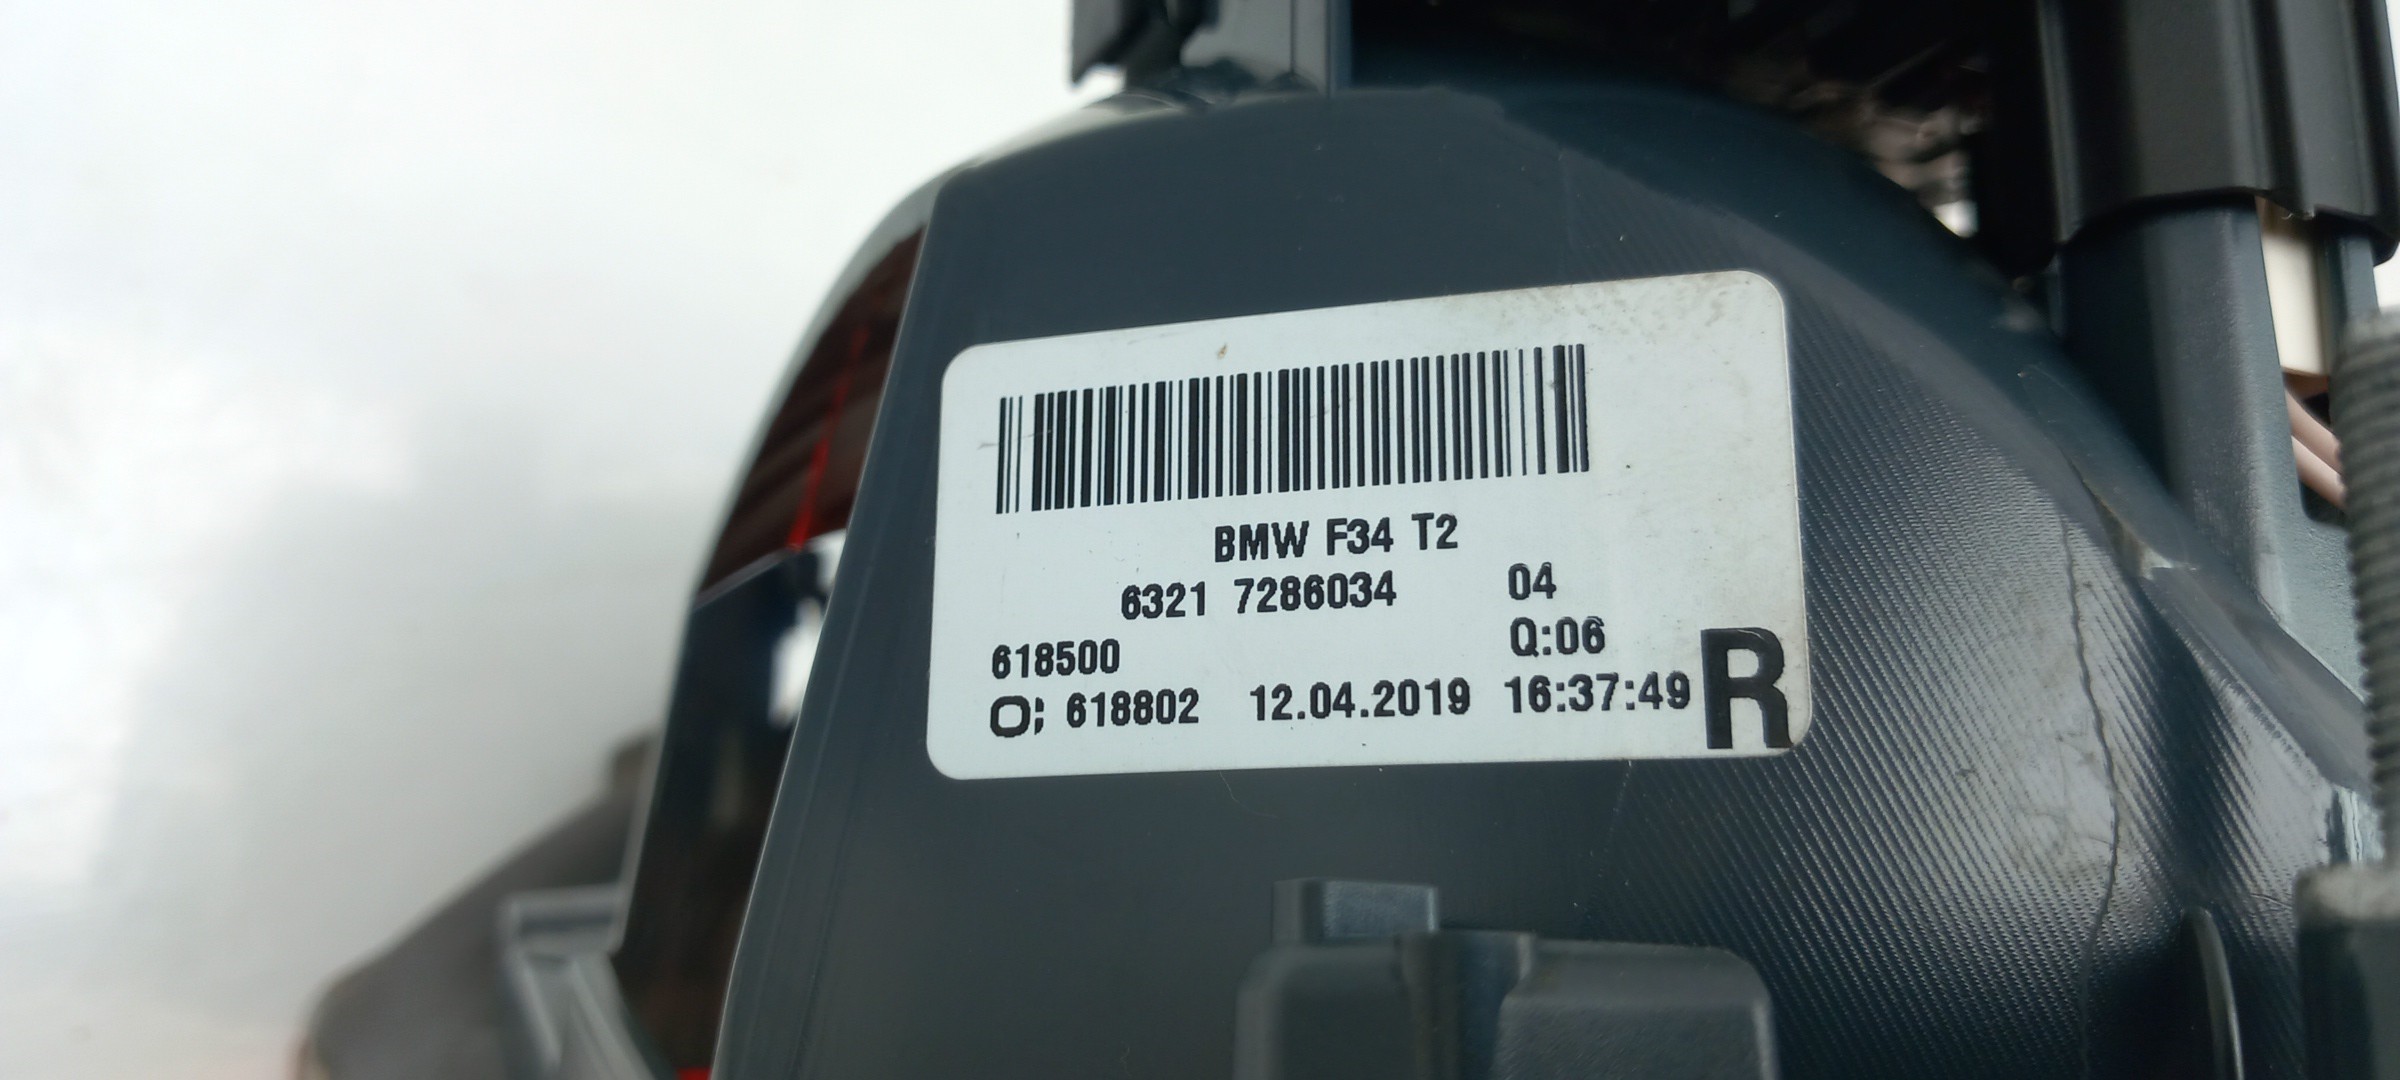 BMW F34 T2
6321 7286034 04
618500 Q:06
O; 618802 12.04.2019 16:37:49 R